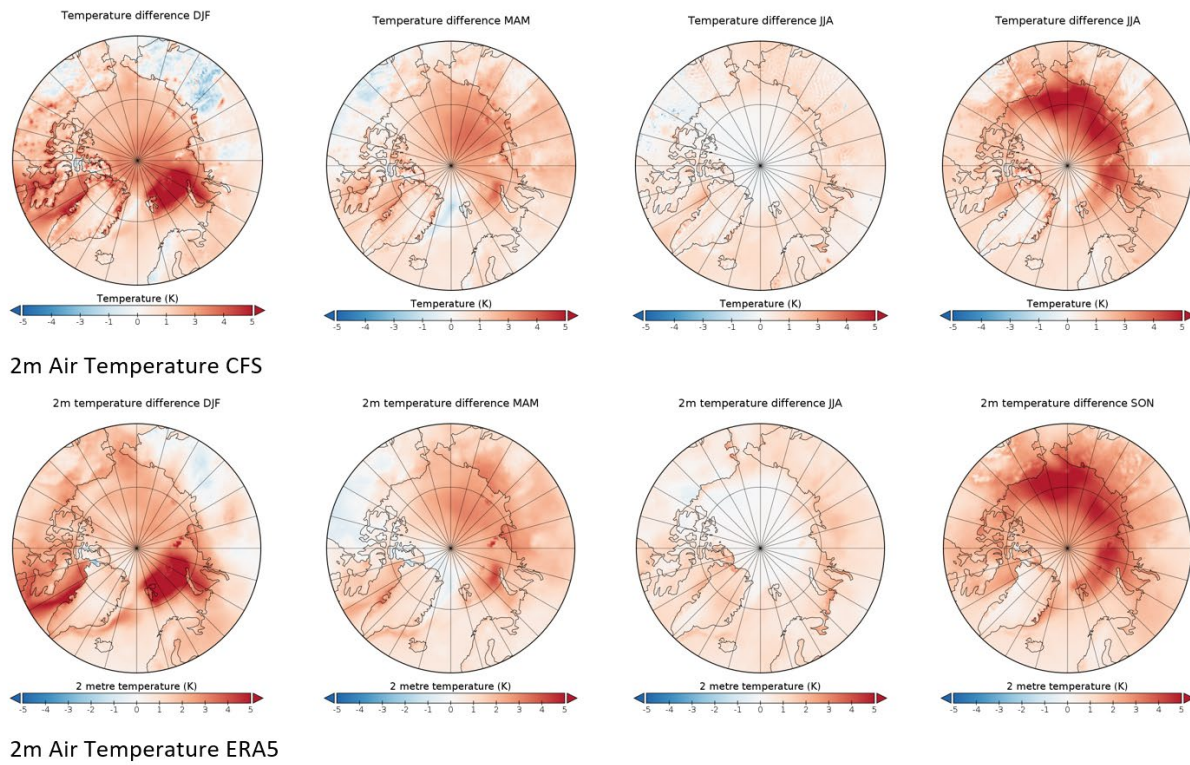 Temperature difference DJF
Temperature difference MAM
Temperature difference JJA
Temperature difference JJA
Temperature (K)
-5 -4 -3 -1 0 1 2 4 5
Temperature (K)
-5 -4 -3 -1 0 1 2 4 5
Temperature (K)
-5 -4 -3 -1 0 1 2 4 5
Temperature (K)
-5 -4 -3 -1 0 1 2 4 5
2m Air Temperature CFS
2m temperature difference DJF
2m temperature difference MAM
2m temperature difference JJA
2m temperature difference SON
2 metre temperature (K)
-5 -4 -3 -2 -1 0 1 2 3 4 5
2 metre temperature (K)
-5 -4 -3 -2 -1 0 1 2 3 4 5
2 metre temperature (K)
-5 -4 -3 -2 -1 0 1 2 3 4 5
2 metre temperature (K)
-5 -4 -3 -2 -1 0 1 2 3 4 5
2m Air Temperature ERA5